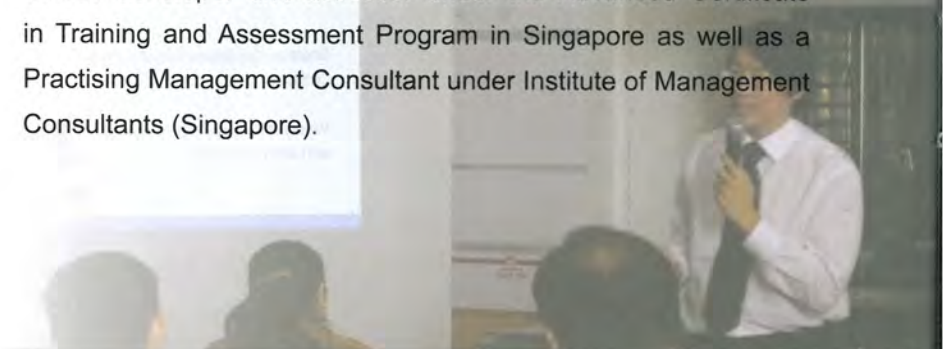 in Training and Assessment Program in Singapore as well as a
Practising Management Consultant under Institute of Management
Consultants (Singapore).